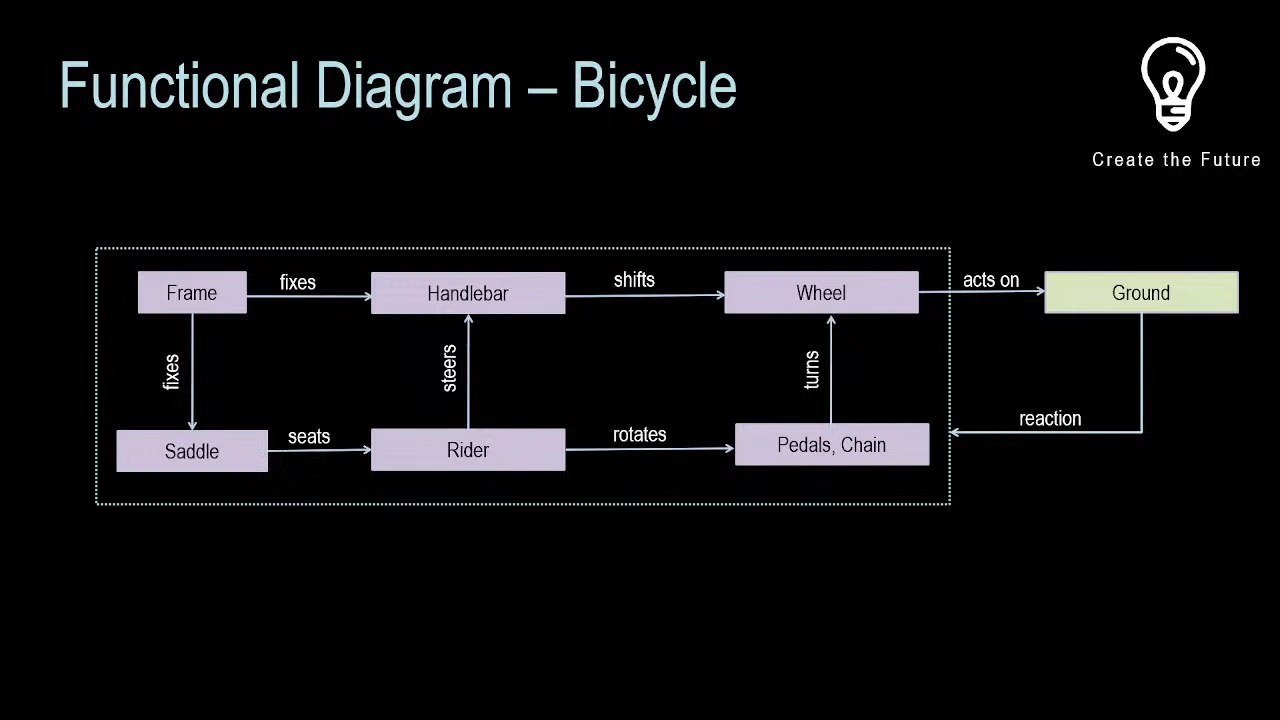 Functional Diagram – Bicycle
Create the Future
Frame
fixes
Handlebar
shifts
Wheel
acts on
Ground
fixes
steers
turns
reaction
Saddle
seats
Rider
rotates
Pedals, Chain